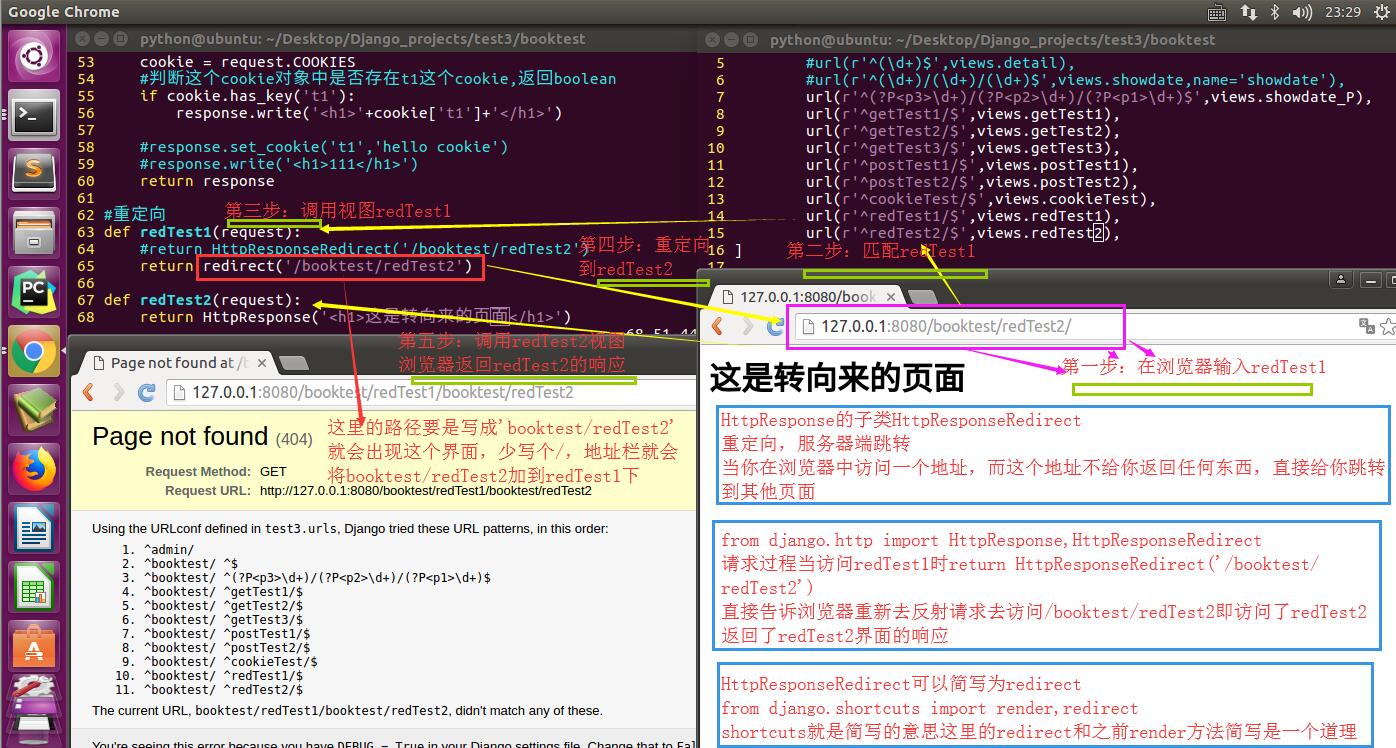 Google Chrome
23:29
python@ubuntu: ~/Desktop/Django_projects/test3/booktest
53 cookie = request.COOKIES
54 #判断这个cookie对象中是否存在t1这个cookie,返回boolean
55 if cookie.has_key('t1'):
56 response.write('<h1>'+cookie['t1']+'</h1>')
57
58 #response.set_cookie('t1','hello cookie')
59 #response.write('<h1>111</h1>')
60 return response
61
62 #重定向
第三步：调用视图redTest1
63 def redTest1(request):
64 #return HttpResponseRedirect('/booktest/redTest2')
65 return redirect('/booktest/redTest2')
66
67 def redTest2(request):
68 return HttpResponse('<h1>这是转向来的页面</h1>')
第四步：重定向
到redTest2
第五步：调用redTest2视图
浏览器返回redTest2的响应
python@ubuntu: ~/Desktop/Django_projects/test3/booktest
5 #url(r'^(\d+)$',views.detail),
6 #url(r'^(\d+)/(\d+)/(\d+)$',views.showdate,name='showdate'),
7 url(r'^(?P<p3>\d+)/(?P<p2>\d+)/(?P<p1>\d+)$',views.showdate_P),
8 url(r'^getTest1/$',views.getTest1),
9 url(r'^getTest2/$',views.getTest2),
10 url(r'^getTest3/$',views.getTest3),
11 url(r'^postTest1/$',views.postTest1),
12 url(r'^postTest2/$',views.postTest2),
13 url(r'^cookieTest/$',views.cookieTest),
14 url(r'^redTest1/$',views.redTest1),
15 url(r'^redTest2/$',views.redTest2),
16 ]
17
第二步：匹配redTest1
Page not found at /b
127.0.0.1:8080/booktest/redTest1/booktest/redTest2
Page not found (404)
Request Method: GET
Request URL: http://127.0.0.1:8080/booktest/redTest1/booktest/redTest2
这里的路径要是写成'booktest/redTest2'
就会出现这个界面，少写个/，地址栏就会
将booktest/redTest2加到redTest1下
Using the URLconf defined in test3.urls, Django tried these URL patterns, in this order:
1. ^admin/
2. ^booktest/ ^$
3. ^booktest/ ^(?P<p3>\d+)/(?P<p2>\d+)/(?P<p1>\d+)$
4. ^booktest/ ^getTest1/$
5. ^booktest/ ^getTest2/$
6. ^booktest/ ^getTest3/$
7. ^booktest/ ^postTest1/$
8. ^booktest/ ^postTest2/$
9. ^booktest/ ^cookieTest/$
10. ^booktest/ ^redTest1/$
11. ^booktest/ ^redTest2/$
The current URL, booktest/redTest1/booktest/redTest2, didn't match any of these.
You're seeing this error because you have DEBUG = True in your Django settings file. Change that to Fal
127.0.0.1:8080/book
127.0.0.1:8080/booktest/redTest2/
第一步：在浏览器输入redTest1
这是转向来的页面
HttpResponse的子类HttpResponseRedirect
重定向，服务器端跳转
当你在浏览器中访问一个地址，而这个地址不给你返回任何东西，直接给你跳转
到其他页面
from django.http import HttpResponse,HttpResponseRedirect
请求过程当访问redTest1时return HttpResponseRedirect('/booktest/
redTest2')
直接告诉浏览器重新去反射请求去访问/booktest/redTest2即访问了redTest2
返回了redTest2界面的响应
HttpResponseRedirect可以简写为redirect
from django.shortcuts import render,redirect
shortcuts就是简写的意思这里的redirect和之前render方法简写是一个道理